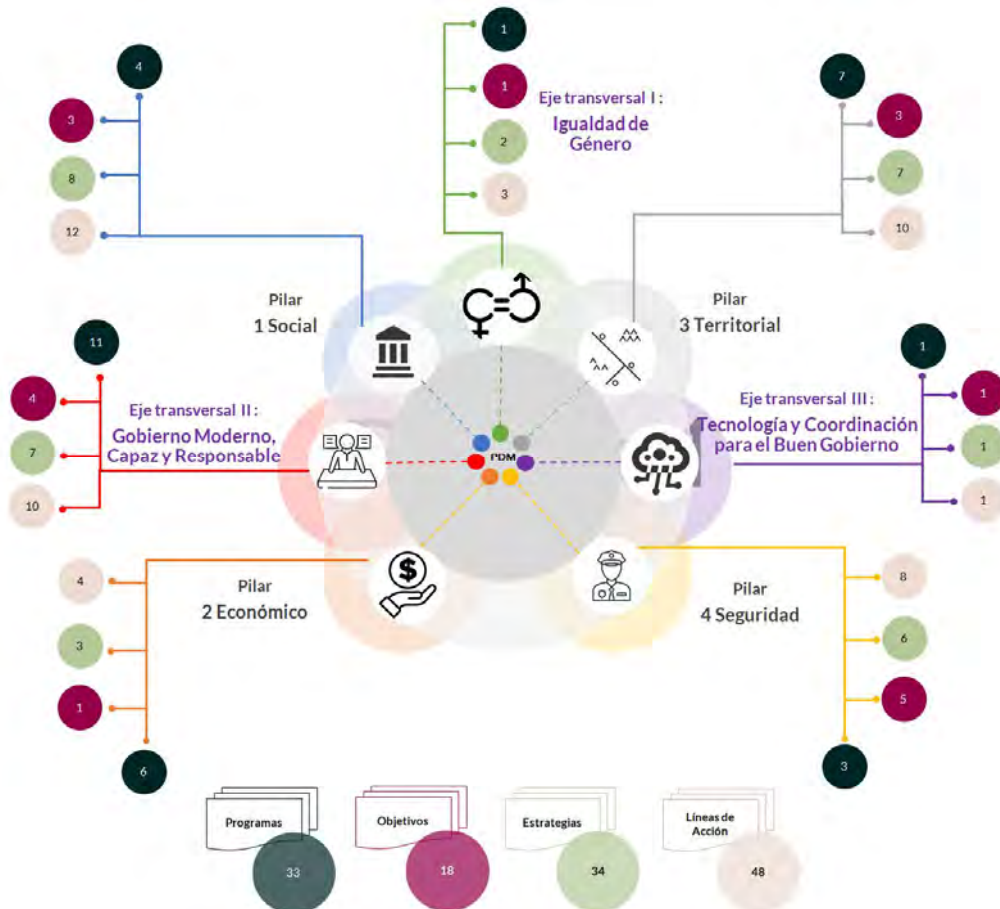 1
1
2
3
Eje transversal I :
Igualdad de
Género
4
3
8
12
7
3
7
10
Pilar
1 Social
Pilar
3 Territorial
11
4
7
10
Eje transversal II :
Gobierno Moderno,
Capaz y Responsable
PDM
Eje transversal III :
Tecnología y Coordinación
para el Buen Gobierno
1
1
1
1
4
3
1
6
Pilar
2 Económico
$
Pilar
4 Seguridad
8
6
5
3
Programas
33
Objetivos
18
Estrategias
34
Líneas de
Acción
48